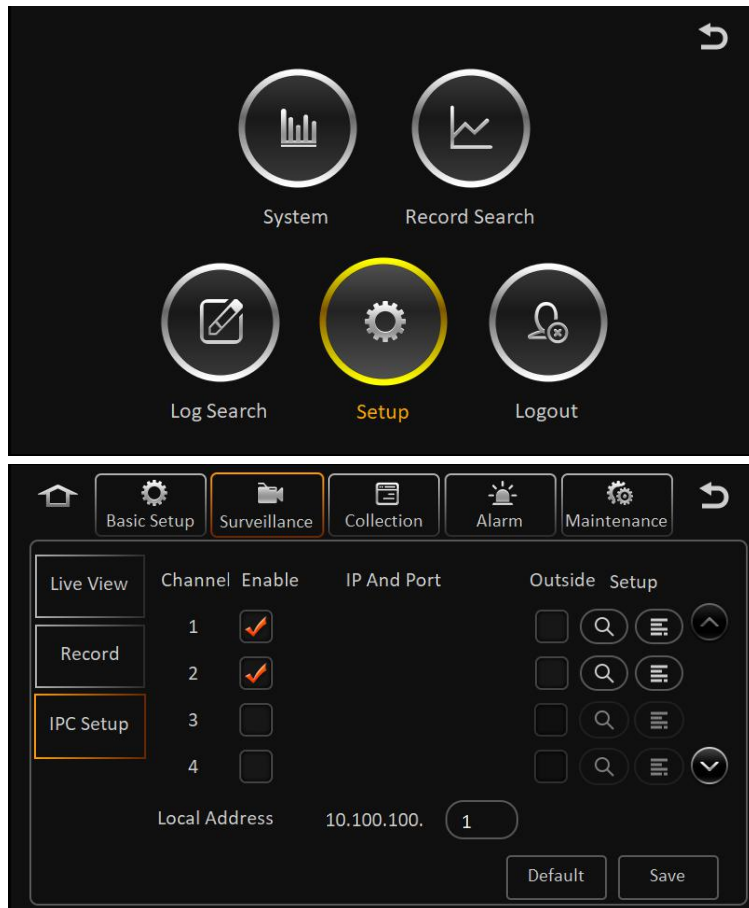 System Record Search
Log Search Setup Logout
Basic Setup Surveillance Collection Alarm Maintenance
Live View
Record
IPC Setup
Channel Enable IP And Port Outside Setup
1
2
3
4
Local Address 10.100.100. 1
Default Save